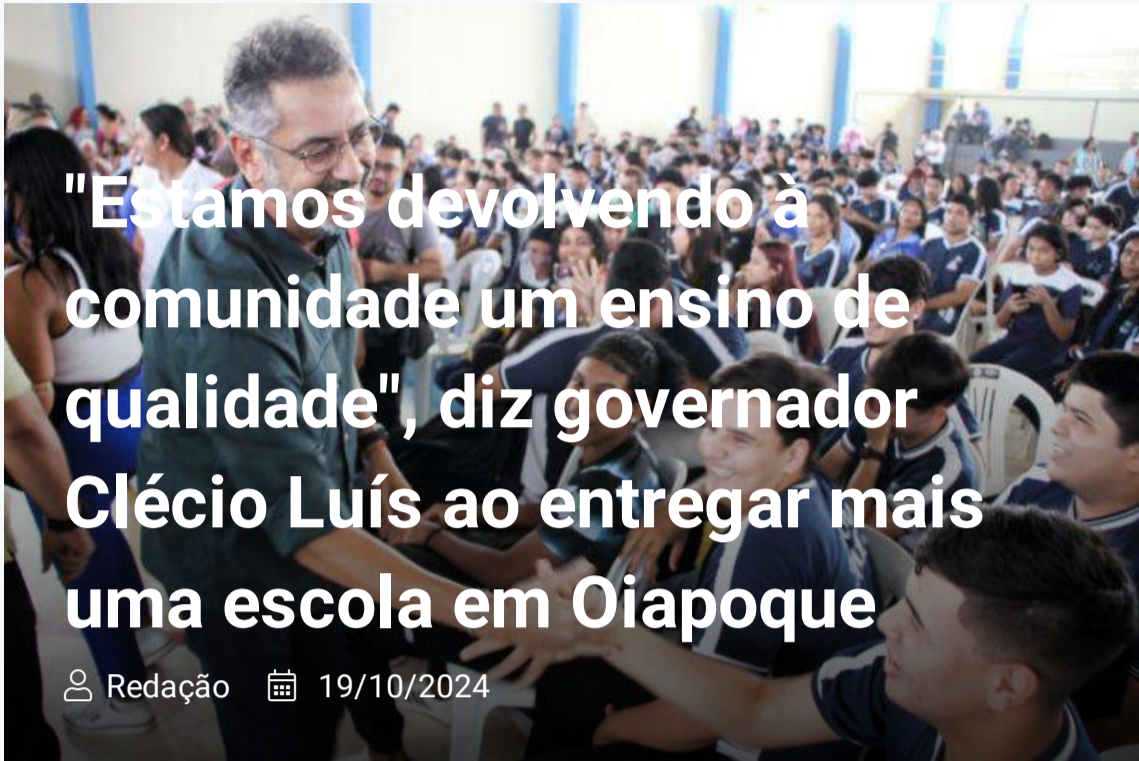 "Estamos devolvendo à
comunidade um ensino de
qualidade", diz governador
Clécio Luís ao entregar mais
uma escola em Oiapoque
Redação 19/10/2024